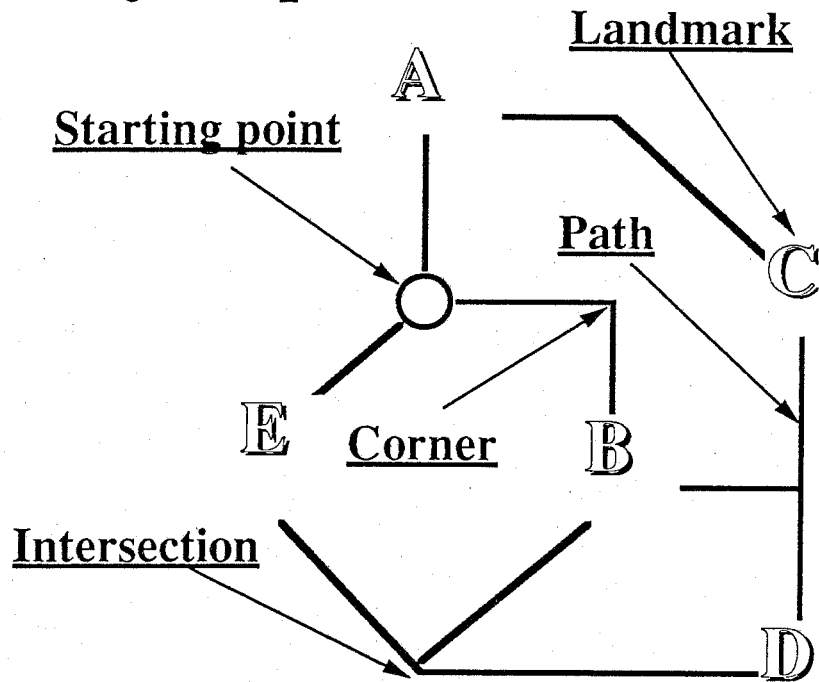 Landmark
A
Starting point
Path
C
E
Corner
B
Intersection
D